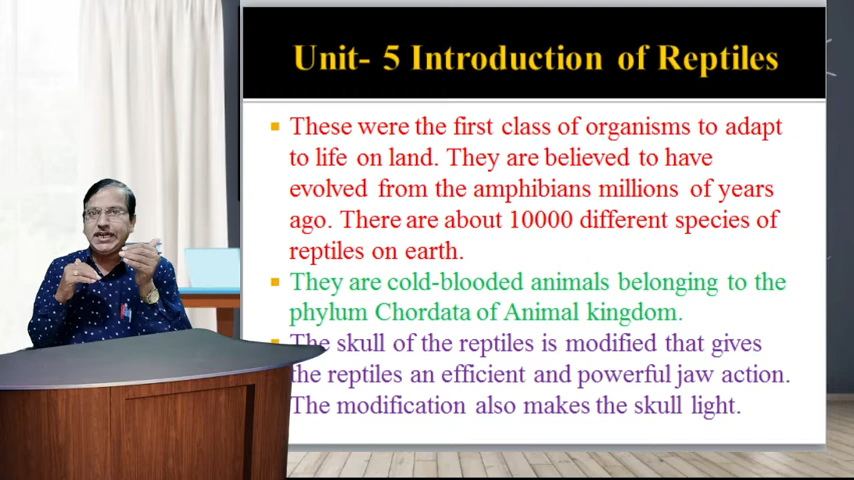 Unit- 5 Introduction of Reptiles
These were the first class of organisms to adapt
to life on land. They are believed to have
evolved from the amphibians millions of years
ago. There are about 10000 different species of
reptiles on earth.
They are cold-blooded animals belonging to the
phylum Chordata of Animal kingdom.
The skull of the reptiles is modified that gives
the reptiles an efficient and powerful jaw action.
The modification also makes the skull light.